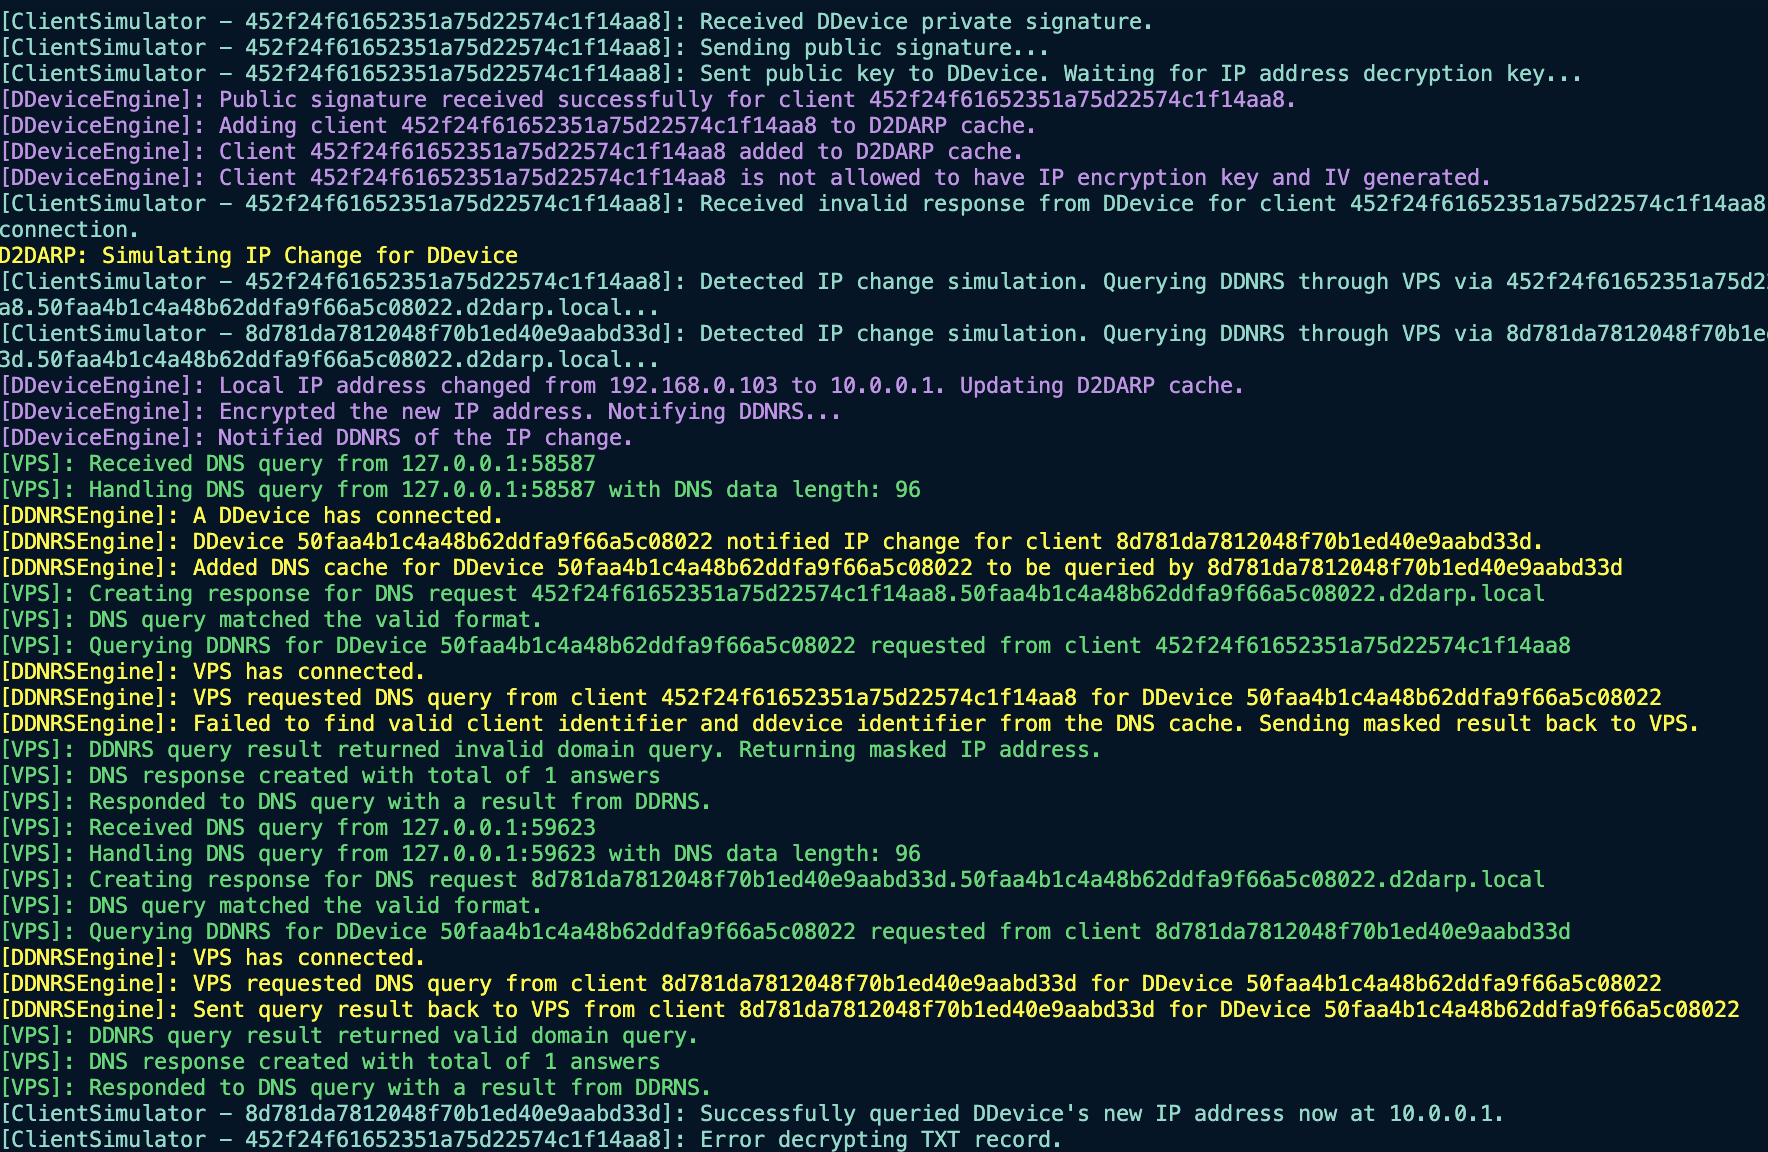 [ClientSimulator – 452f24f61652351a75d22574c1f14aa8]: Received DDevice private signature.
[ClientSimulator – 452f24f61652351a75d22574c1f14aa8]: Sending public signature...
[ClientSimulator – 452f24f61652351a75d22574c1f14aa8]: Sent public key to DDevice. Waiting for IP address decryption key...
[DDeviceEngine]: Public signature received successfully for client 452f24f61652351a75d22574c1f14aa8.
[DDeviceEngine]: Adding client 452f24f61652351a75d22574c1f14aa8 to D2DARP cache.
[DDeviceEngine]: Client 452f24f61652351a75d22574c1f14aa8 added to D2DARP cache.
[DDeviceEngine]: Client 452f24f61652351a75d22574c1f14aa8 is not allowed to have IP encryption key and IV generated.
[ClientSimulator – 452f24f61652351a75d22574c1f14aa8]: Received invalid response from DDevice for client 452f24f61652351a75d22574c1f14aa8
connection.
D2DARP: Simulating IP Change for DDevice
[ClientSimulator – 452f24f61652351a75d22574c1f14aa8]: Detected IP change simulation. Querying DDNRS through VPS via 452f24f61652351a75d2
a8.50faa4b1c4a48b62ddfa9f66a5c08022.d2darp.local...
[ClientSimulator – 8d781da7812048f70b1ed40e9aabd33d]: Detected IP change simulation. Querying DDNRS through VPS via 8d781da7812048f70b1e
3d.50faa4b1c4a48b62ddfa9f66a5c08022.d2darp.local...
[DDeviceEngine]: Local IP address changed from 192.168.0.103 to 10.0.0.1. Updating D2DARP cache.
[DDeviceEngine]: Encrypted the new IP address. Notifying DDNRS...
[DDeviceEngine]: Notified DDNRS of the IP change.
[VPS]: Received DNS query from 127.0.0.1:58587
[VPS]: Handling DNS query from 127.0.0.1:58587 with DNS data length: 96
[DDNRSEngine]: A DDevice has connected.
[DDNRSEngine]: DDevice 50faa4b1c4a48b62ddfa9f66a5c08022 notified IP change for client 8d781da7812048f70b1ed40e9aabd33d.
[DDNRSEngine]: Added DNS cache for DDevice 50faa4b1c4a48b62ddfa9f66a5c08022 to be queried by 8d781da7812048f70b1ed40e9aabd33d
[VPS]: Creating response for DNS request 452f24f61652351a75d22574c1f14aa8.50faa4b1c4a48b62ddfa9f66a5c08022.d2darp.local
[VPS]: DNS query matched the valid format.
[VPS]: Querying DDNRS for DDevice 50faa4b1c4a48b62ddfa9f66a5c08022 requested from client 452f24f61652351a75d22574c1f14aa8
[DDNRSEngine]: VPS has connected.
[DDNRSEngine]: VPS requested DNS query from client 452f24f61652351a75d22574c1f14aa8 for DDevice 50faa4b1c4a48b62ddfa9f66a5c08022
[DDNRSEngine]: Failed to find valid client identifier and ddevice identifier from the DNS cache. Sending masked result back to VPS.
[VPS]: DDNRS query result returned invalid domain query. Returning masked IP address.
[VPS]: DNS response created with total of 1 answers
[VPS]: Responded to DNS query with a result from DDRNS.
[VPS]: Received DNS query from 127.0.0.1:59623
[VPS]: Handling DNS query from 127.0.0.1:59623 with DNS data length: 96
[VPS]: Creating response for DNS request 8d781da7812048f70b1ed40e9aabd33d.50faa4b1c4a48b62ddfa9f66a5c08022.d2darp.local
[VPS]: DNS query matched the valid format.
[VPS]: Querying DDNRS for DDevice 50faa4b1c4a48b62ddfa9f66a5c08022 requested from client 8d781da7812048f70b1ed40e9aabd33d
[DDNRSEngine]: VPS has connected.
[DDNRSEngine]: VPS requested DNS query from client 8d781da7812048f70b1ed40e9aabd33d for DDevice 50faa4b1c4a48b62ddfa9f66a5c08022
[DDNRSEngine]: Sent query result back to VPS from client 8d781da7812048f70b1ed40e9aabd33d for DDevice 50faa4b1c4a48b62ddfa9f66a5c08022
[VPS]: DDNRS query result returned valid domain query.
[VPS]: DNS response created with total of 1 answers
[VPS]: Responded to DNS query with a result from DDRNS.
[ClientSimulator – 8d781da7812048f70b1ed40e9aabd33d]: Successfully queried DDevice's new IP address now at 10.0.0.1.
[ClientSimulator – 452f24f61652351a75d22574c1f14aa8]: Error decrypting TXT record.